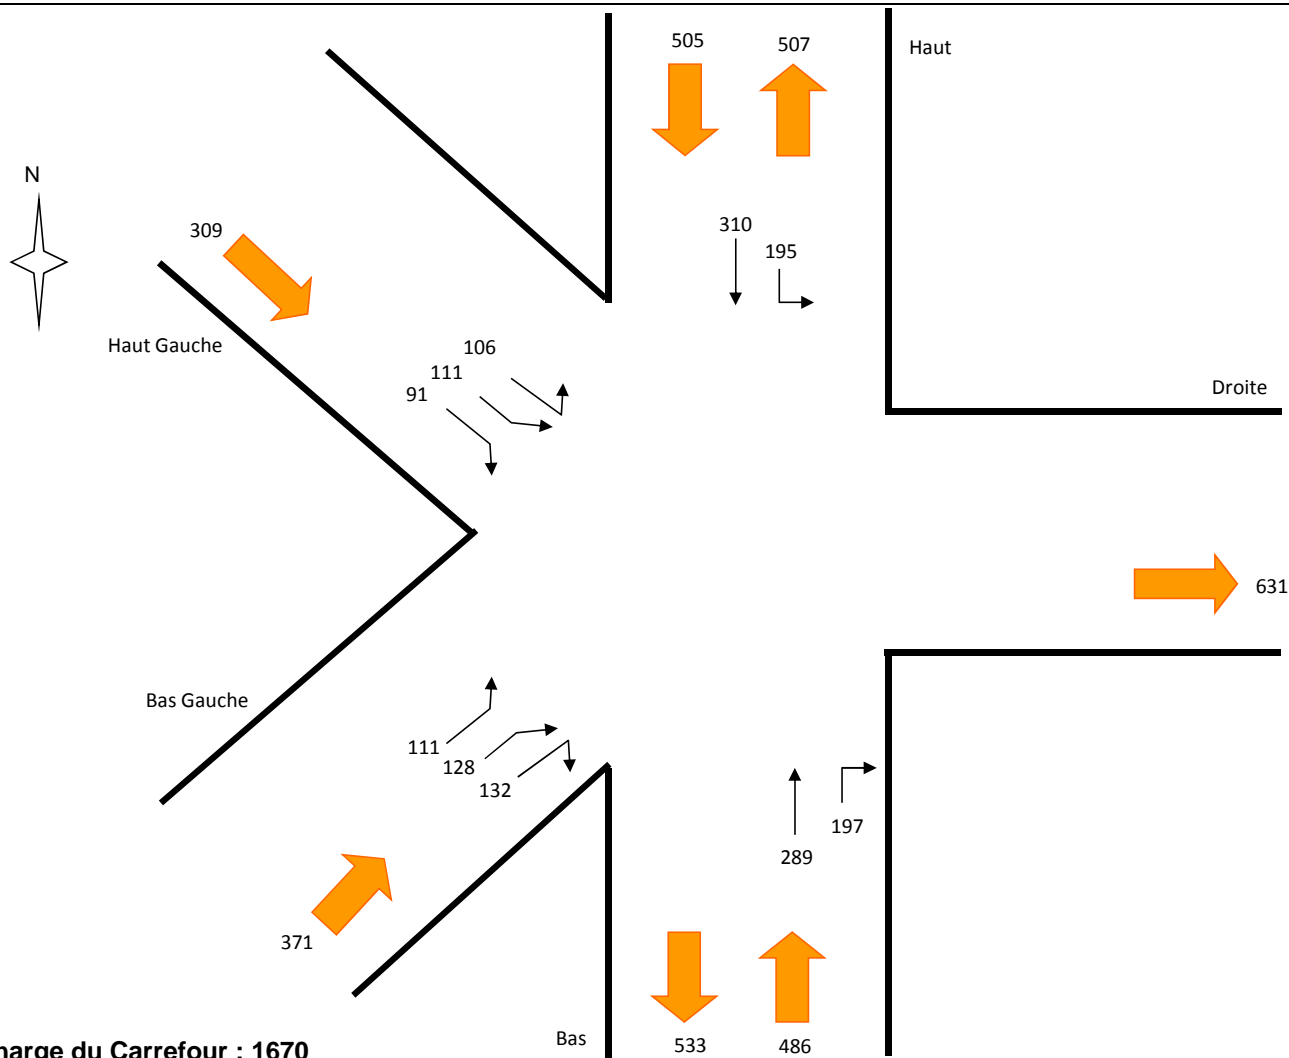 505
507
Haut
N
309
310
195
Haut Gauche
106
111
91
Droite
631
Bas Gauche
111
128
132
197
289
371
Bas
533
486
harge du Carrefour : 1670